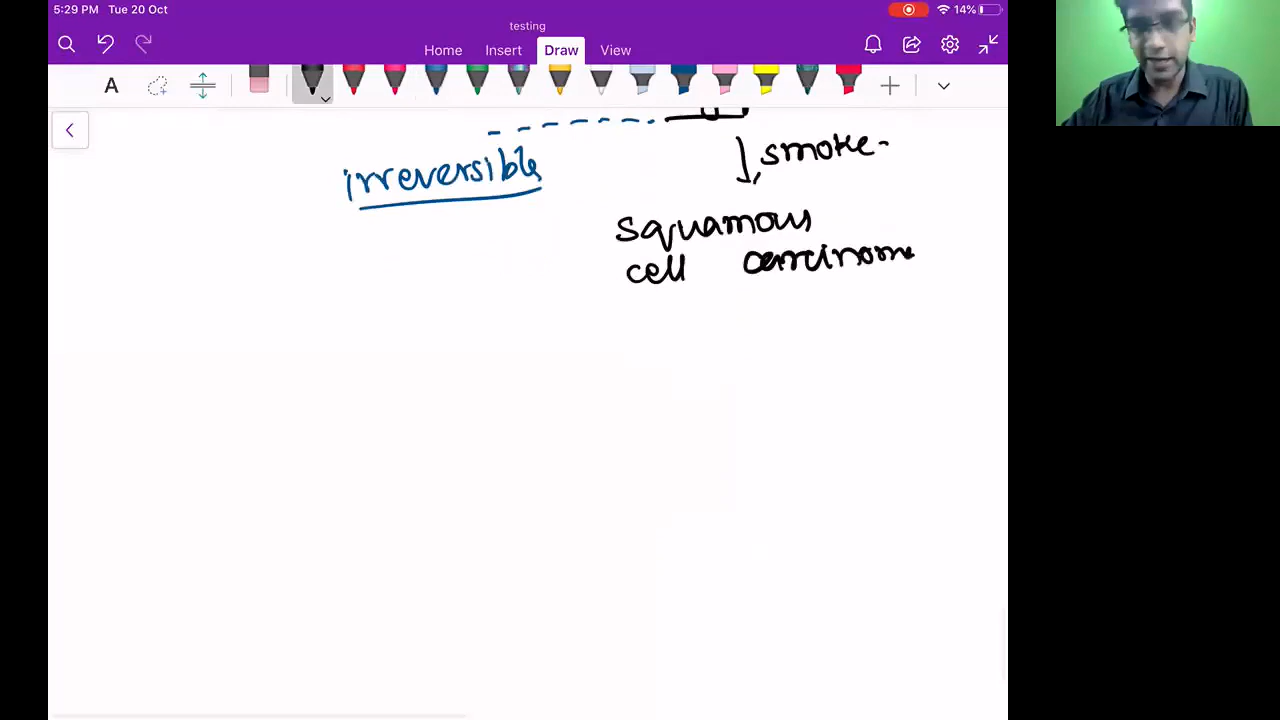 5:29 PM Tue 20 Oct
14%
testing
Home Insert Draw View
A
smoke-
irreversible
squamous
cell carcinoma